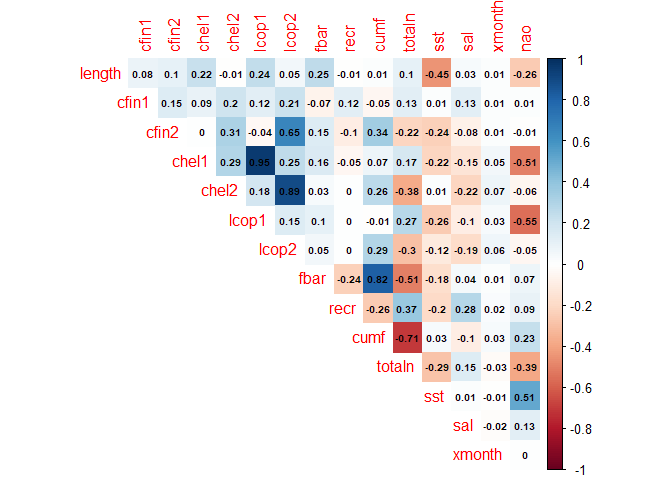 cfin1 cfin2 chel1 chel2 lcop1 lcop2 fbar recr cumf totaln sst sal xmonth nao
length 0.08 0.1 0.22 -0.01 0.24 0.05 0.25 -0.01 0.01 0.1 -0.45 0.03 0.01 -0.26
cfin1 0.15 0.09 0.2 0.12 0.21 -0.07 0.12 -0.05 0.13 0.01 0.13 0.01 0.01
cfin2 0 0.31 -0.04 0.65 0.15 -0.1 0.34 -0.22 -0.24 -0.08 0.01 -0.01
chel1 0.29 0.95 0.25 0.16 -0.05 0.07 0.17 -0.22 -0.15 0.05 -0.51
chel2 0.18 0.89 0.03 0 0.26 -0.38 0.01 -0.22 0.07 -0.06
lcop1 0.15 0.1 0 -0.01 0.27 -0.26 -0.1 0.03 -0.55
lcop2 0.05 0 0.29 -0.3 -0.12 -0.19 0.06 -0.05
fbar -0.24 0.82 -0.51 -0.18 0.04 0.01 0.07
recr -0.26 0.37 -0.2 0.28 0.02 0.09
cumf -0.71 0.03 -0.1 0.03 0.23
totaln -0.29 0.15 -0.03 -0.39
sst 0.01 -0.01 0.51
sal -0.02 0.13
xmonth 0
1
0.8
0.6
0.4
0.2
0
-0.2
-0.4
-0.6
-0.8
-1